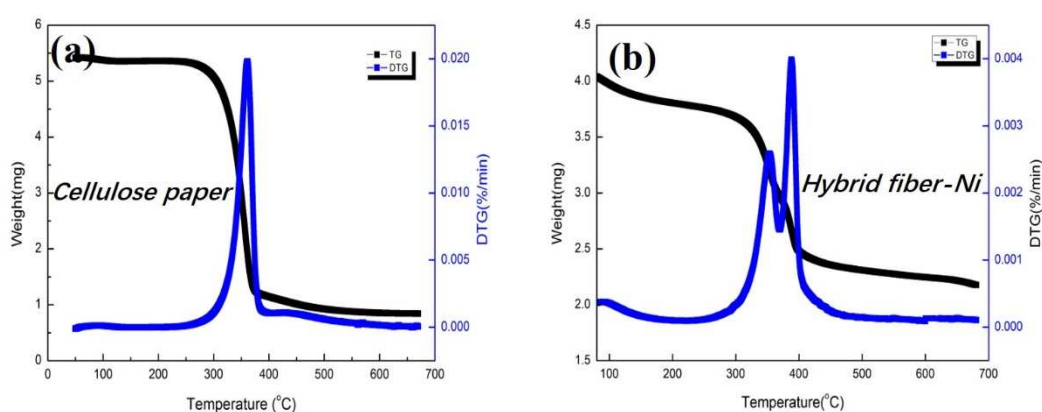 (a)
TG
DTG
Cellulose paper
Weight(mg)
6
5
4
3
2
1
0
0 100 200 300 400 500 600 700
Temperature (°C)
0.020
0.015
0.010
0.005
0.000
DTG(%/min)
(b)
TG
DTG
Hybrid fiber-Ni
Weight(mg)
4.5
4.0
3.5
3.0
2.5
2.0
1.5
100 200 300 400 500 600 700
Temperature(°C)
0.004
0.003
0.002
0.001
0.000
DTG(%/min)